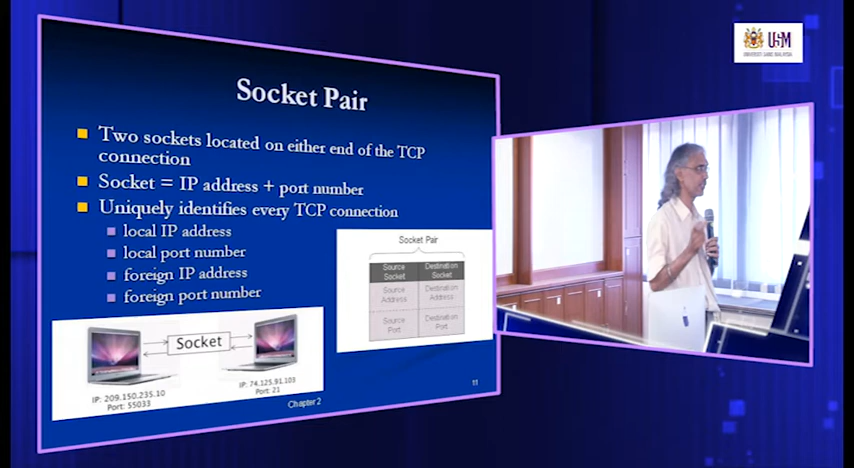 USM
UNIVERSITI SAINS MALAYSIA
Socket Pair
Two sockets located on either end of the TCP
connection
Socket = IP address + port number
Uniquely identifies every TCP connection
local IP address
local port number
foreign IP address
foreign port number
Socket Pair
Source Socket
Destination Socket
Source Address
Destination Address
Source Port
Destination Port
Socket
IP: 209.150.235.10
Port: 55033
IP: 74.125.91.103
Port: 21
Chapter 2
11